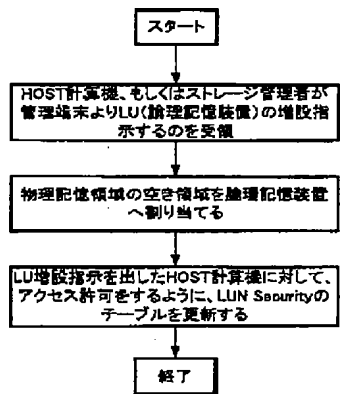 スタート
HOST計算機、もしくはストレージ管理者が
管理端末よりLU(論理記憶装置)の増設指
示するのを受領
物理記憶領域の空き領域を論理記憶装置
へ割り当てる
LU増設指示を出したHOST計算機に対して、
アクセス許可をするように、LUN Securityの
テーブルを更新する
終了